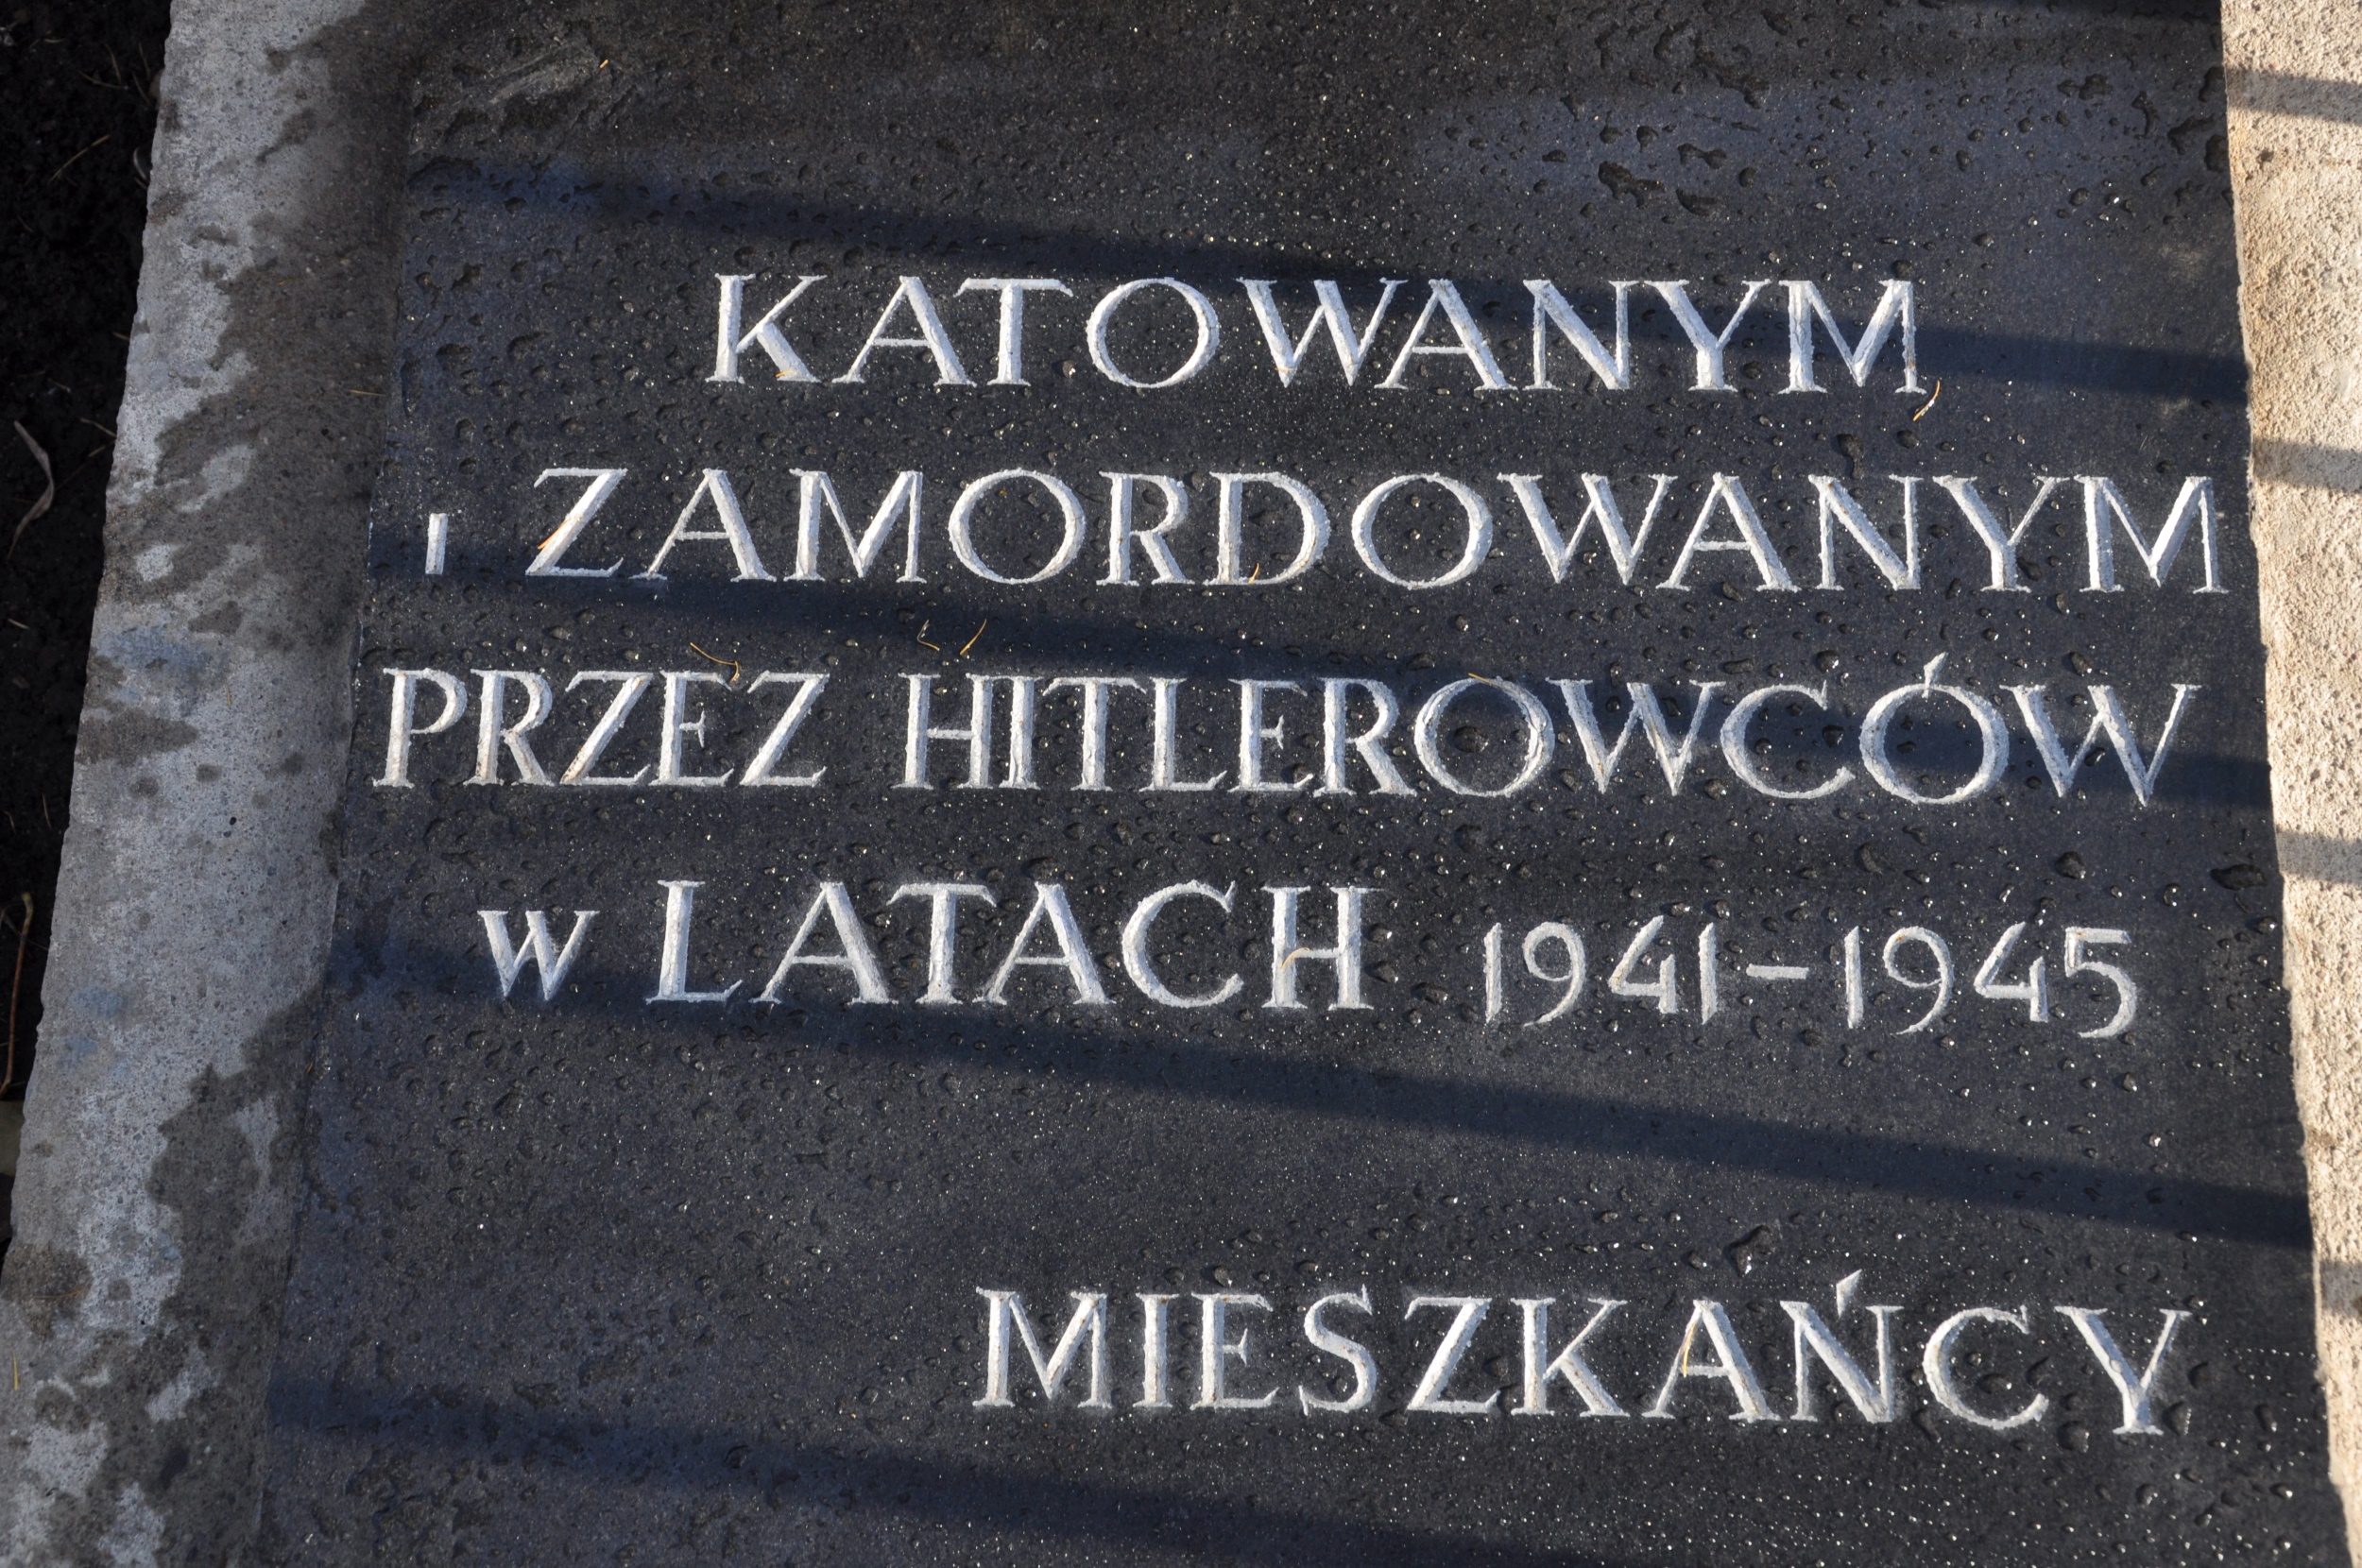 KATOWANYM
I ZAMORDOWANYM
PRZEZ HITLEROWCÓW
W LATACH 1941-1945
MIESZKAŃCY